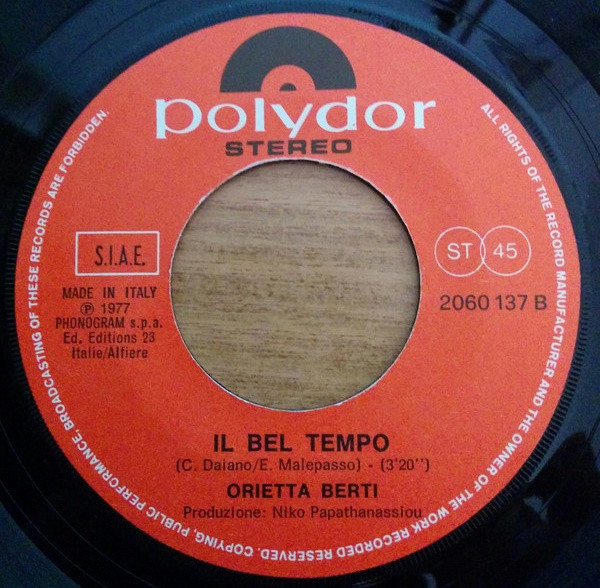 polydor
STEREO
S.I.A.E.
MADE IN ITALY
Ⓟ 1977
PHONOGRAM s.p.a.
Ed. Editions 23
Italie/Alfiere
ST 45
2060 137 B
IL BEL TEMPO
(C. Daiano/E. Malepasso) - (3'20'')
ORIETTA BERTI
Produzione: Niko Papathanassiou
ALL RIGHTS OF THE RECORD MANUFACTURER AND THE OWNER OF THE WORK RECORDED RESERVED. COPYING, PUBLIC PERFORMANCE, BROADCASTING OF THESE RECORDS ARE FORBIDDEN.